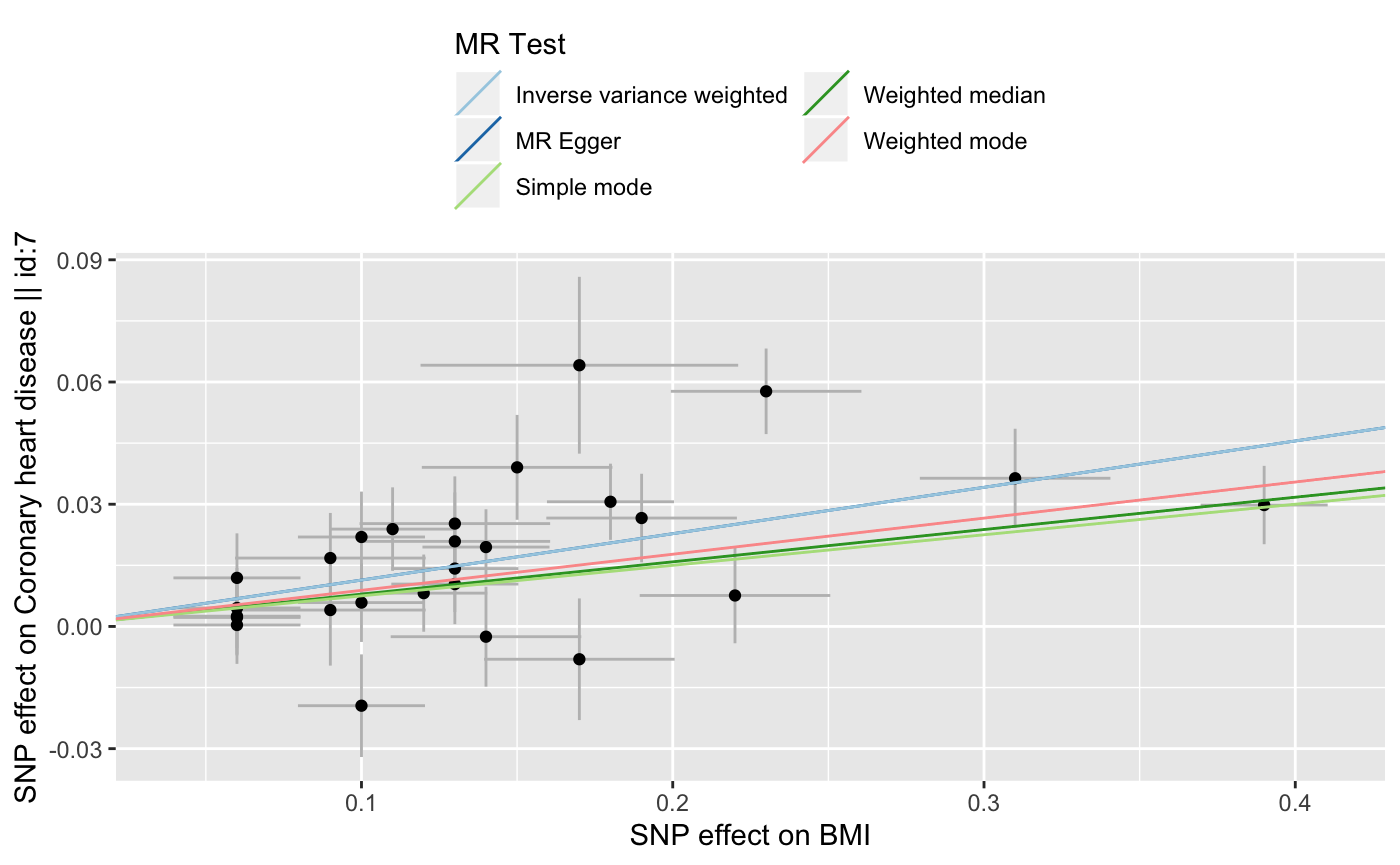 MR Test
Inverse variance weighted
Weighted median
MR Egger
Weighted mode
Simple mode
SNP effect on Coronary heart disease || id:7
0.09
0.06
0.03
0.00
-0.03
0.1
0.2
0.3
0.4
SNP effect on BMI